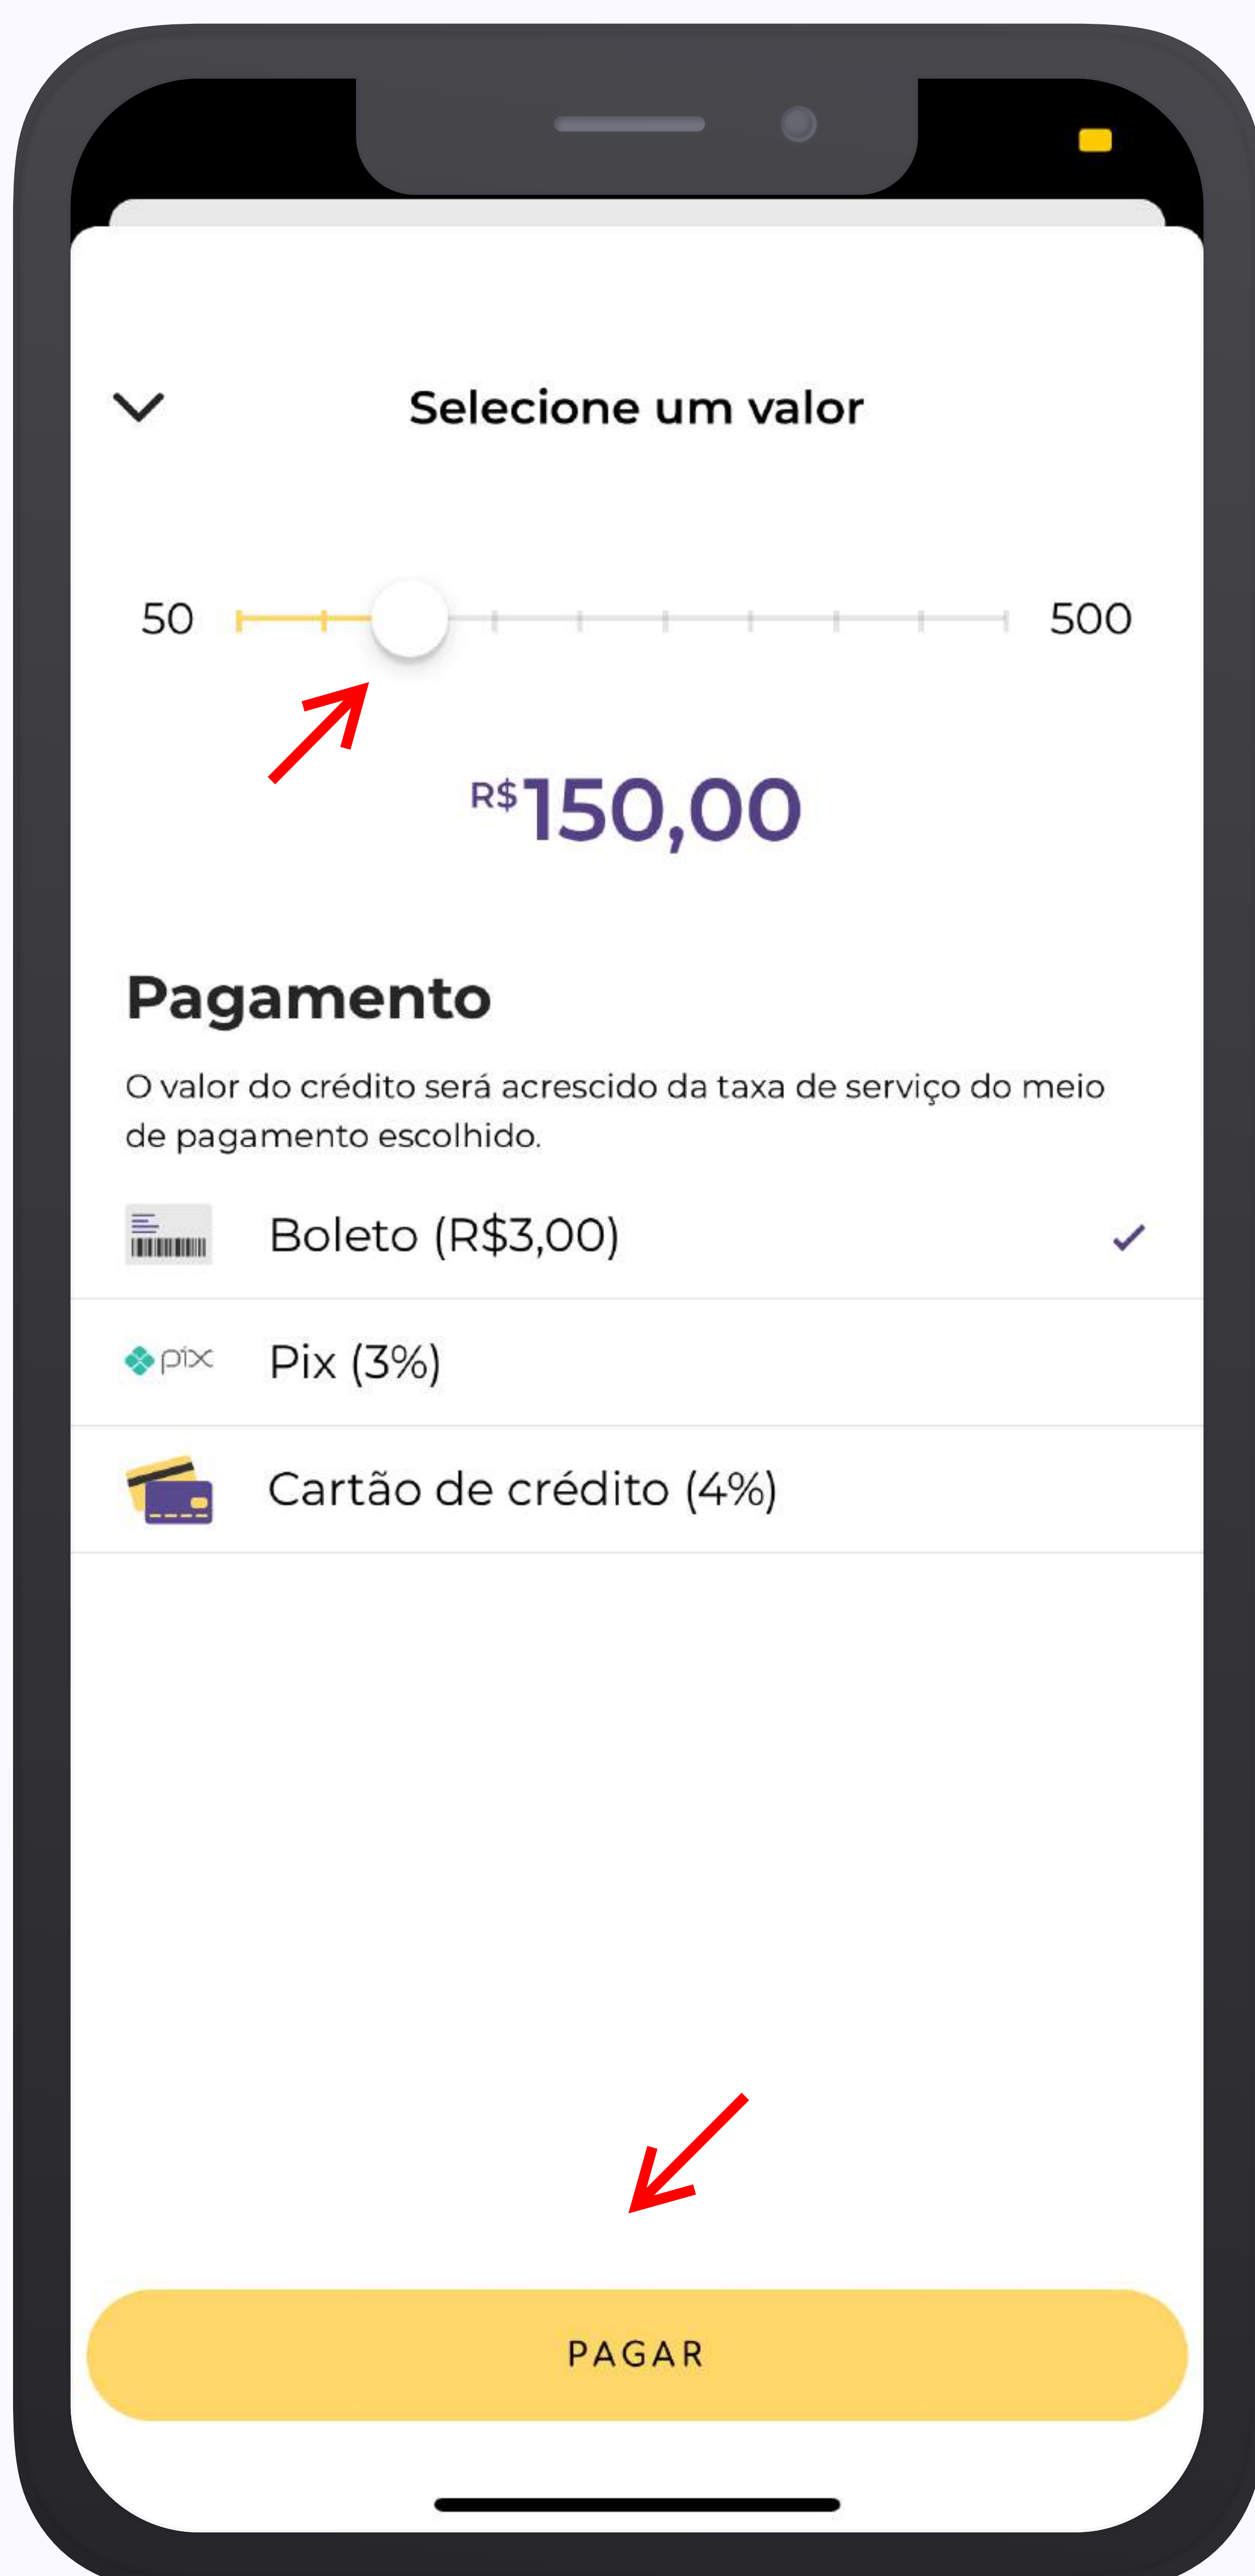 Selecione um valor
50 500
R$150,00
Pagamento
O valor do crédito será acrescido da taxa de serviço do meio
de pagamento escolhido.
Boleto (R$3,00)
pix Pix (3%)
Cartão de crédito (4%)
PAGAR